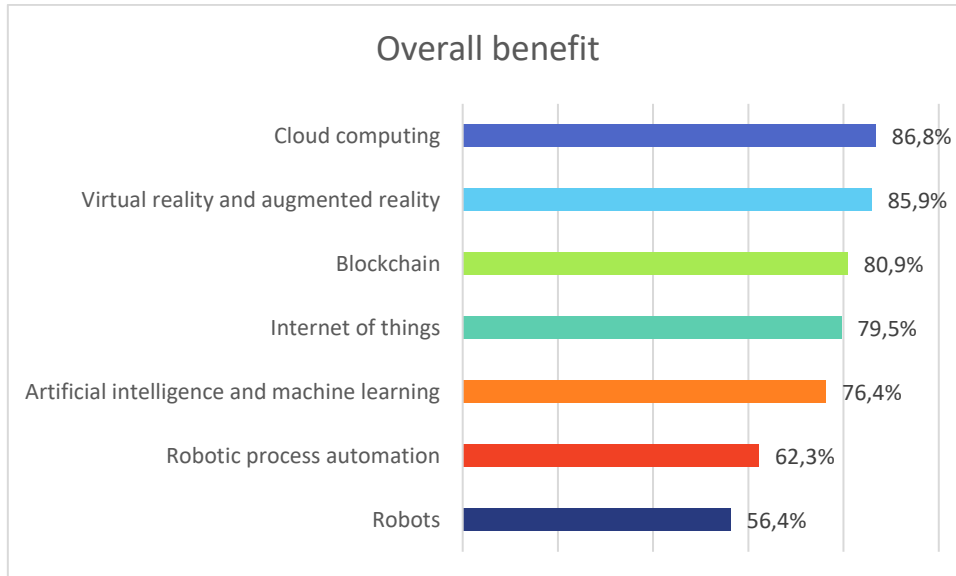 Overall benefit
Cloud computing 86,8%
Virtual reality and augmented reality 85,9%
Blockchain 80,9%
Internet of things 79,5%
Artificial intelligence and machine learning 76,4%
Robotic process automation 62,3%
Robots 56,4%